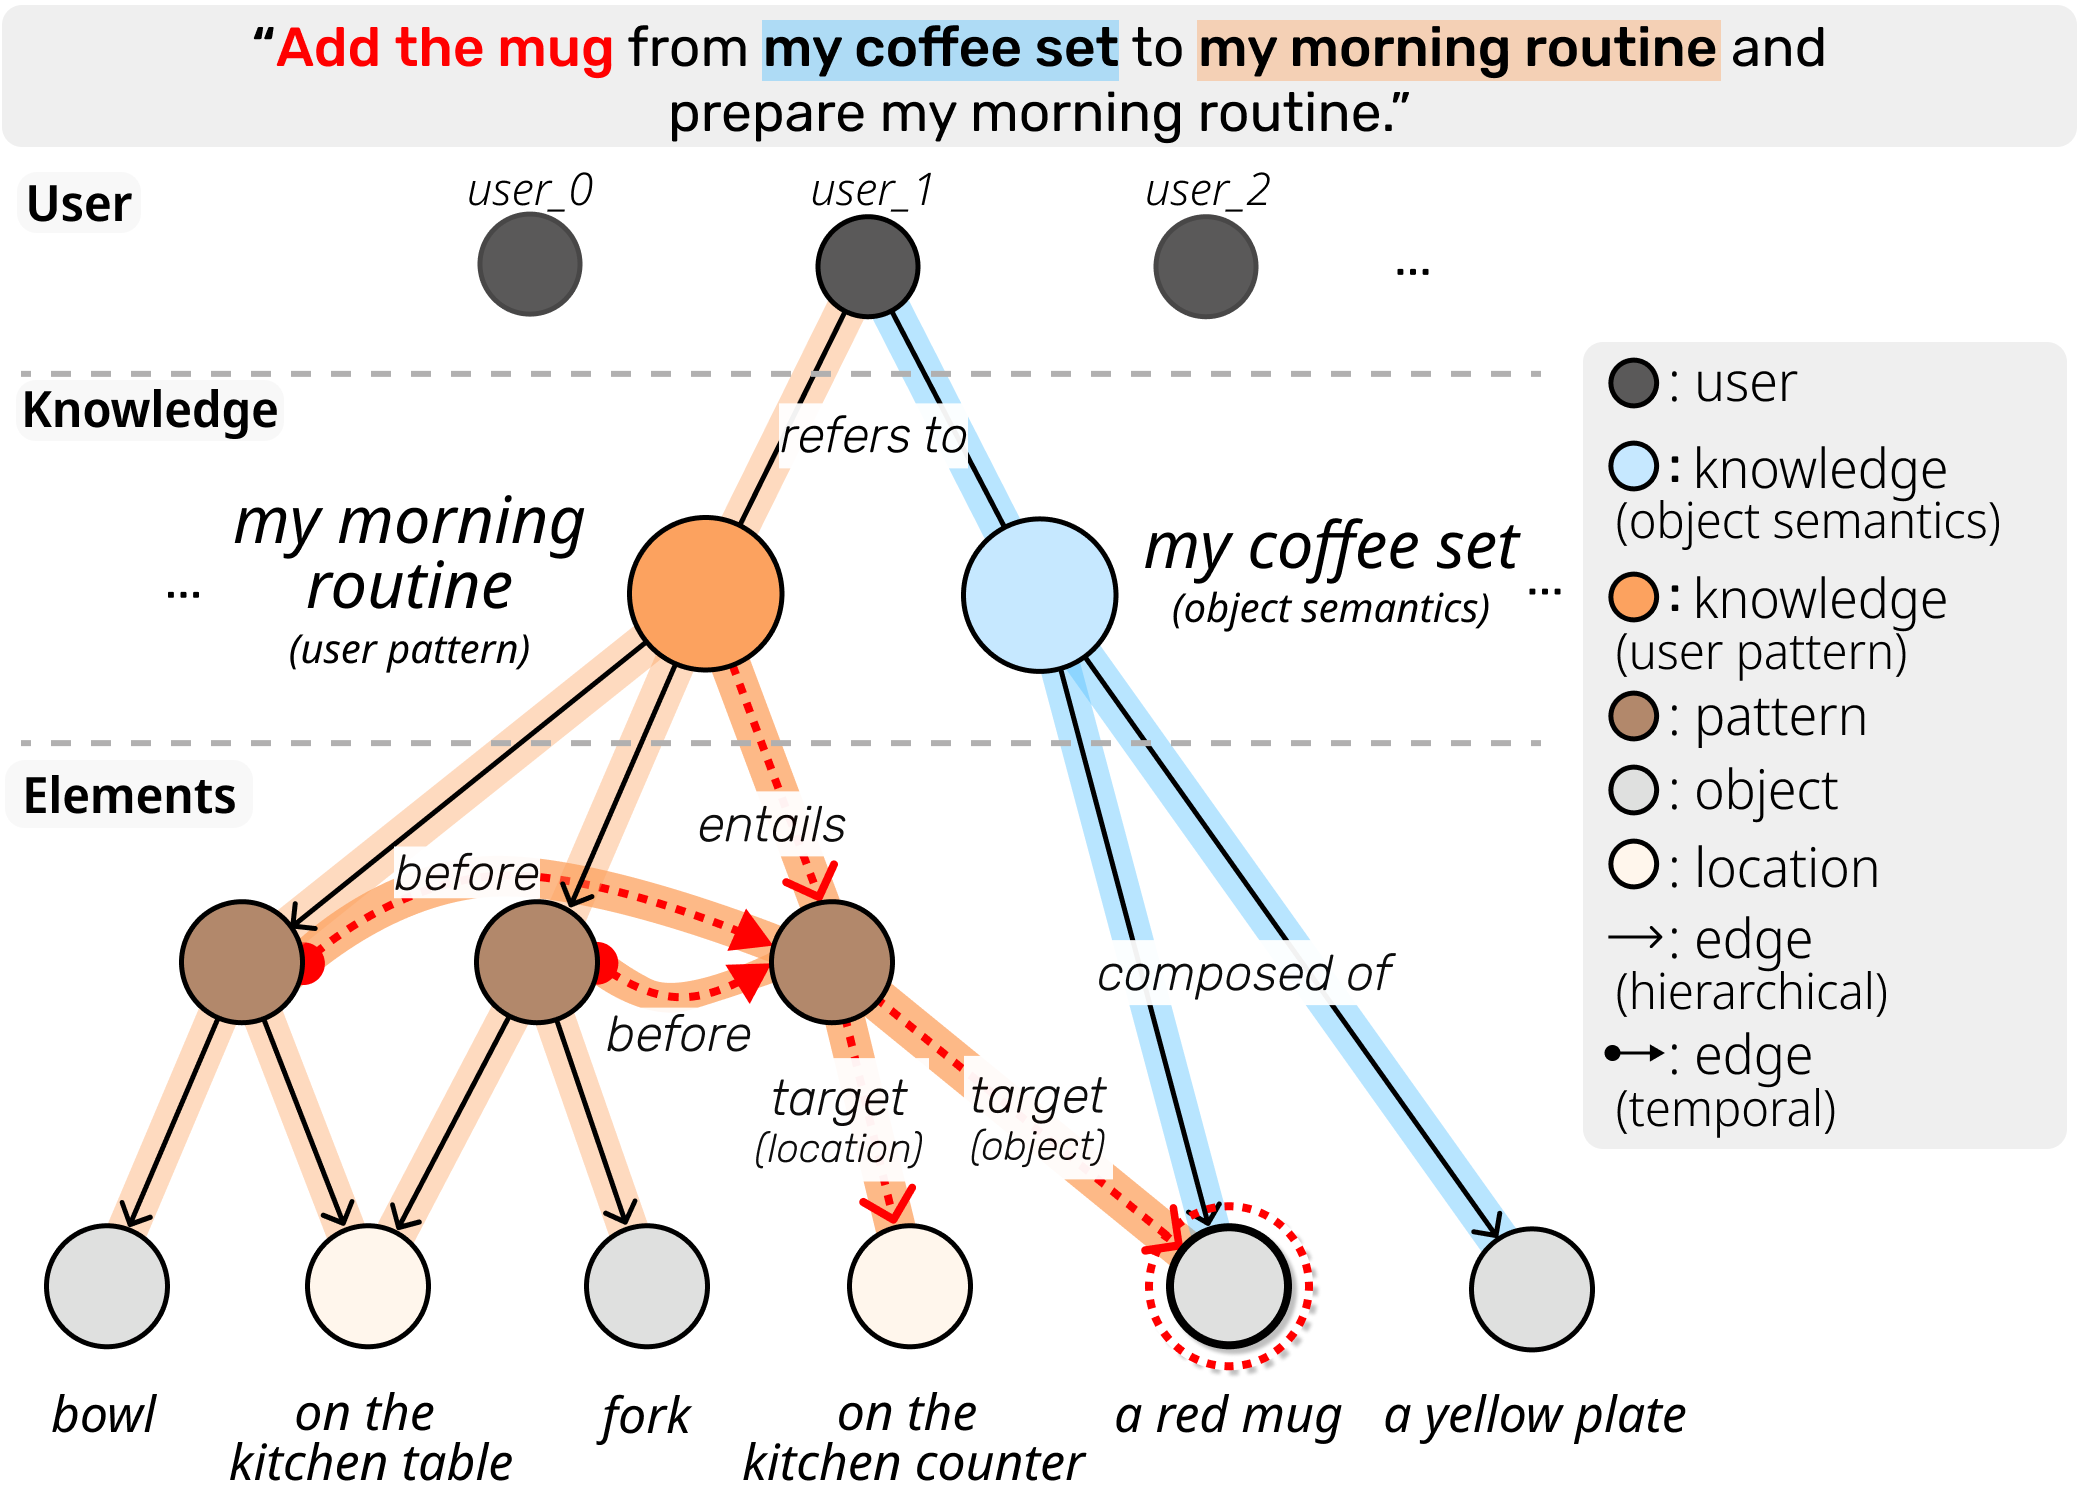 “Add the mug from my coffee set to my morning routine and
prepare my morning routine.”
User
user_0
user_1
user_2
...
Knowledge
refers to
...
my morning
routine
(user pattern)
my coffee set
(object semantics)
...
Elements
entails
before
before
composed of
target
(location)
target
(object)
bowl
on the
kitchen table
fork
on the
kitchen counter
a red mug
a yellow plate
: user
: knowledge
(object semantics)
: knowledge
(user pattern)
: pattern
: object
: location
: edge
(hierarchical)
: edge
(temporal)